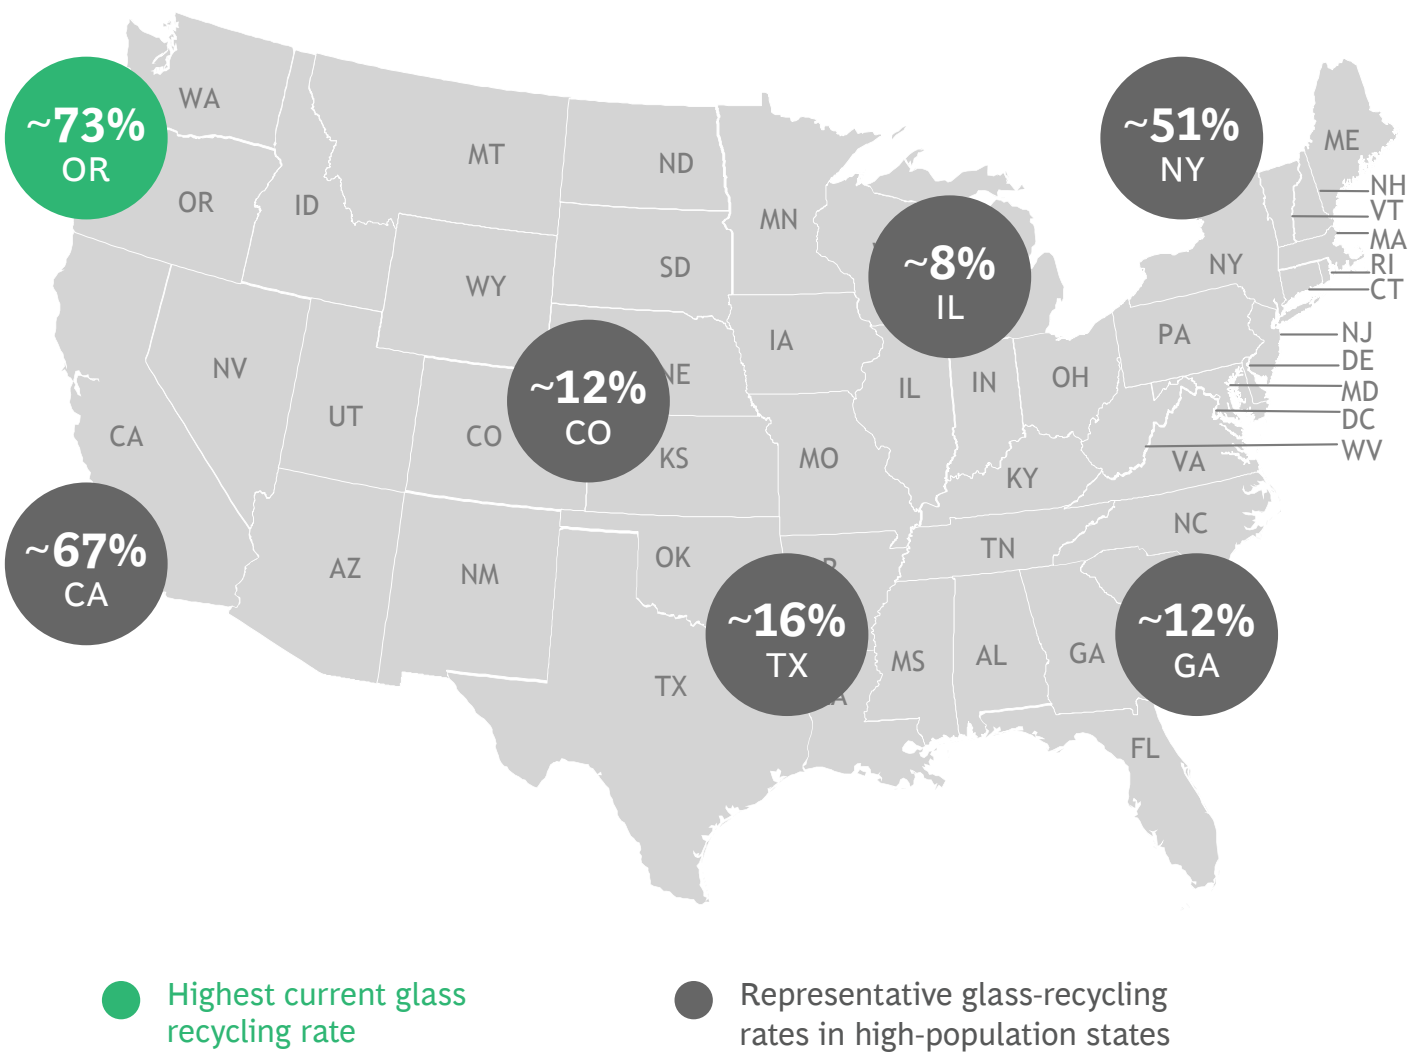 WA
~73%
OR
MT
ND
~51%
NY
ME
OR
ID
MN
NH
VT
MA
RI
CT
SD
WY
~8%
IL
NY
NV
IA
PA
NJ
DE
MD
DC
WV
~12%
CO
NE
IL
IN
OH
UT
CA
CO
KS
MO
KY
VA
~67%
CA
AZ
NM
OK
TN
NC
~16%
TX
~12%
GA
TX
MS
AL
GA
FL
Highest current glass
recycling rate
Representative glass-recycling
rates in high-population states